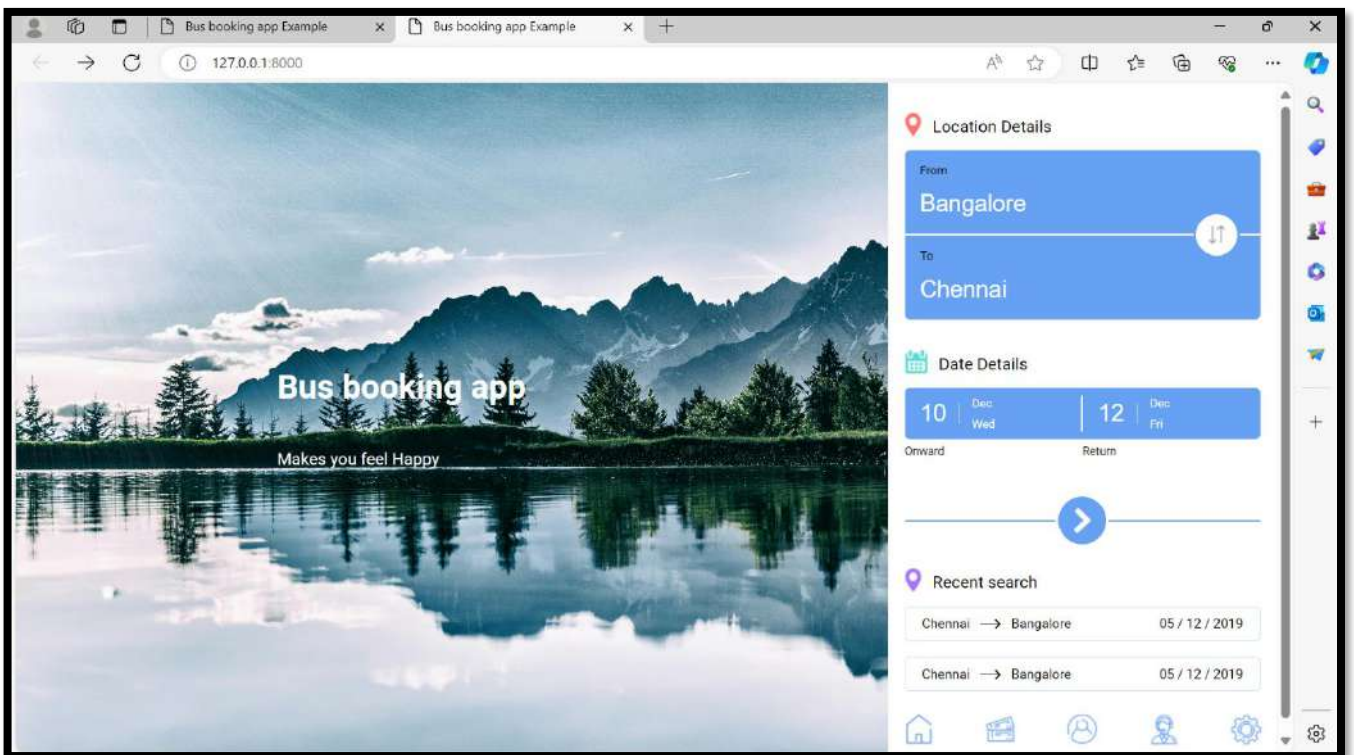 Bus booking app Example
Bus booking app Example
127.0.0.1:8000
Location Details
From
Bangalore
To
Chennai
Date Details
10 Dec Wed 12 Dec Fri
Onward Return
Bus booking app
Makes you feel Happy
Recent search
Chennai → Bangalore 05 / 12 / 2019
Chennai → Bangalore 05 / 12 / 2019